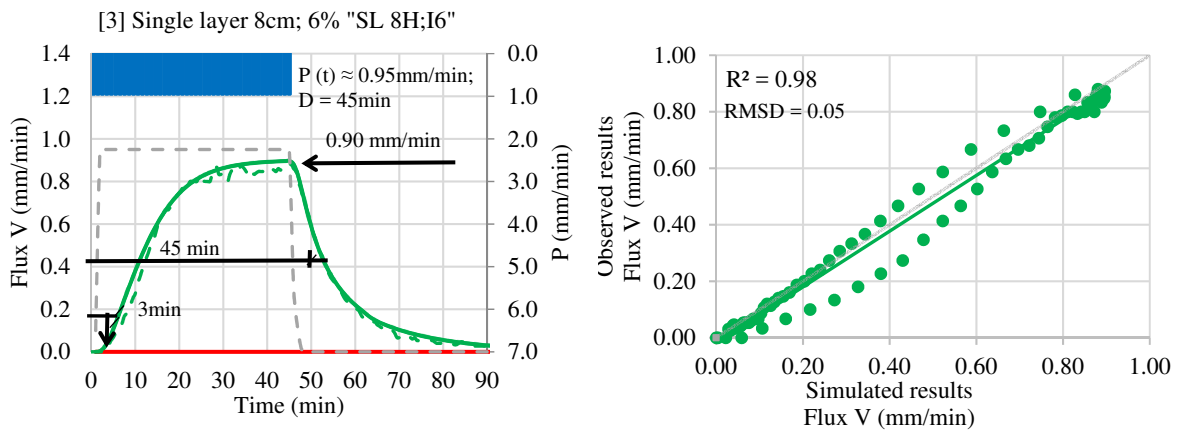 [3] Single layer 8cm; 6% "SL 8H;I6"
Flux V (mm/min)
1.4
1.2
1.0
0.8
0.6
0.4
0.2
0.0
P (t) ≈ 0.95mm/min;
D = 45min
0.90 mm/min
45 min
3min
0.0
1.0
2.0
3.0
4.0
5.0
6.0
7.0
P (mm/min)
0 10 20 30 40 50 60 70 80 90
Time (min)
Observed results
Flux V (mm/min)
1.00
0.80
0.60
0.40
0.20
0.00
R² = 0.98
RMSD = 0.05
0.00 0.20 0.40 0.60 0.80 1.00
Simulated results
Flux V (mm/min)